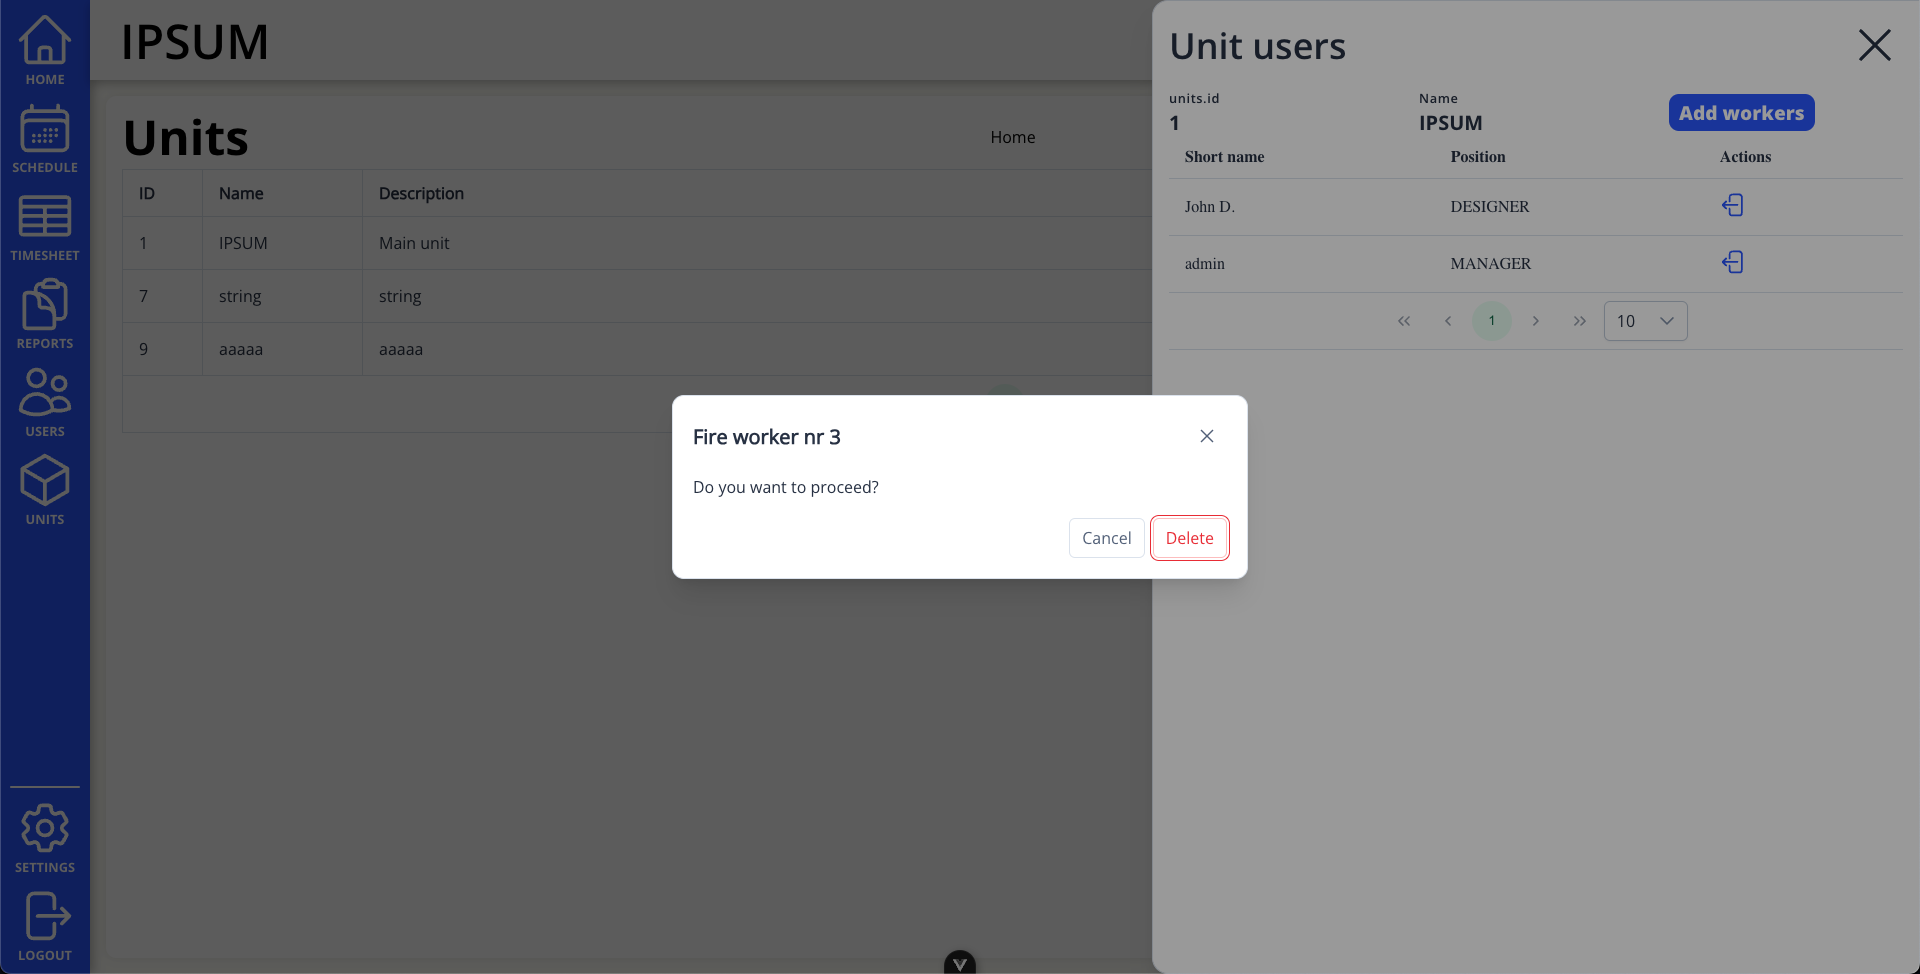 HOME
SCHEDULE
TIMESHEET
REPORTS
USERS
UNITS
SETTINGS
LOGOUT
IPSUM
Units
Home
ID Name Description
1 IPSUM Main unit
7 string string
9 aaaaa aaaaa
Unit users
units.id Name
1 IPSUM
Add workers
Short name Position Actions
John D. DESIGNER
admin MANAGER
1 10
Fire worker nr 3
Do you want to proceed?
Cancel Delete